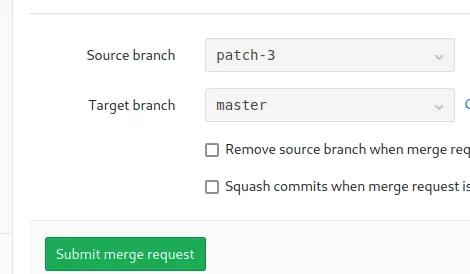 Source branch patch-3
Target branch master
Remove source branch when merge
Squash commits when merge request is
Submit merge request